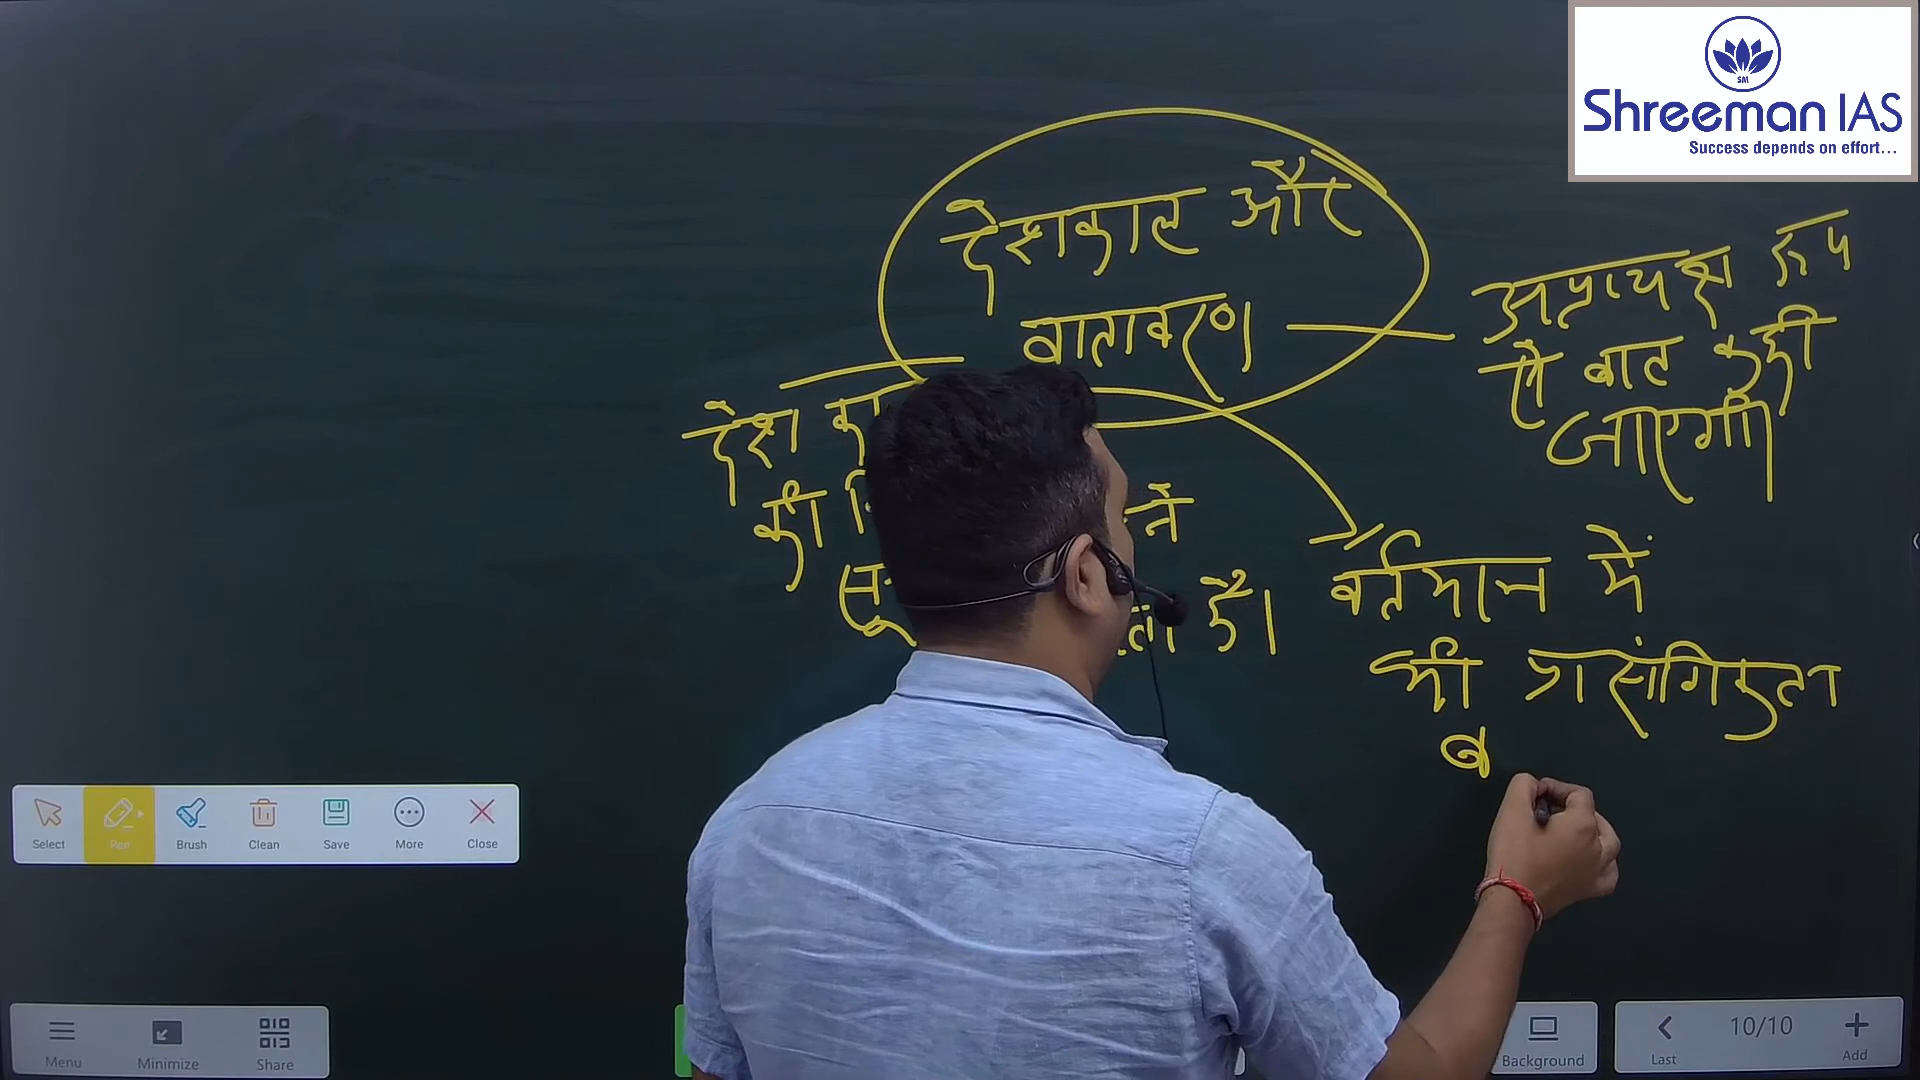 SM
Shreeman IAS
Success depends on effort...
देशकाल और
वातावरण
अप्रत्यक्ष रूप
से बात कही
जाएगी
देश
की ने
है।
वर्तमान में
भी प्रासंगिकता
ब
Select
Pen
Brush
Clean
Save
More
Close
Menu
Minimize
Share
Background
Last
10/10
Add